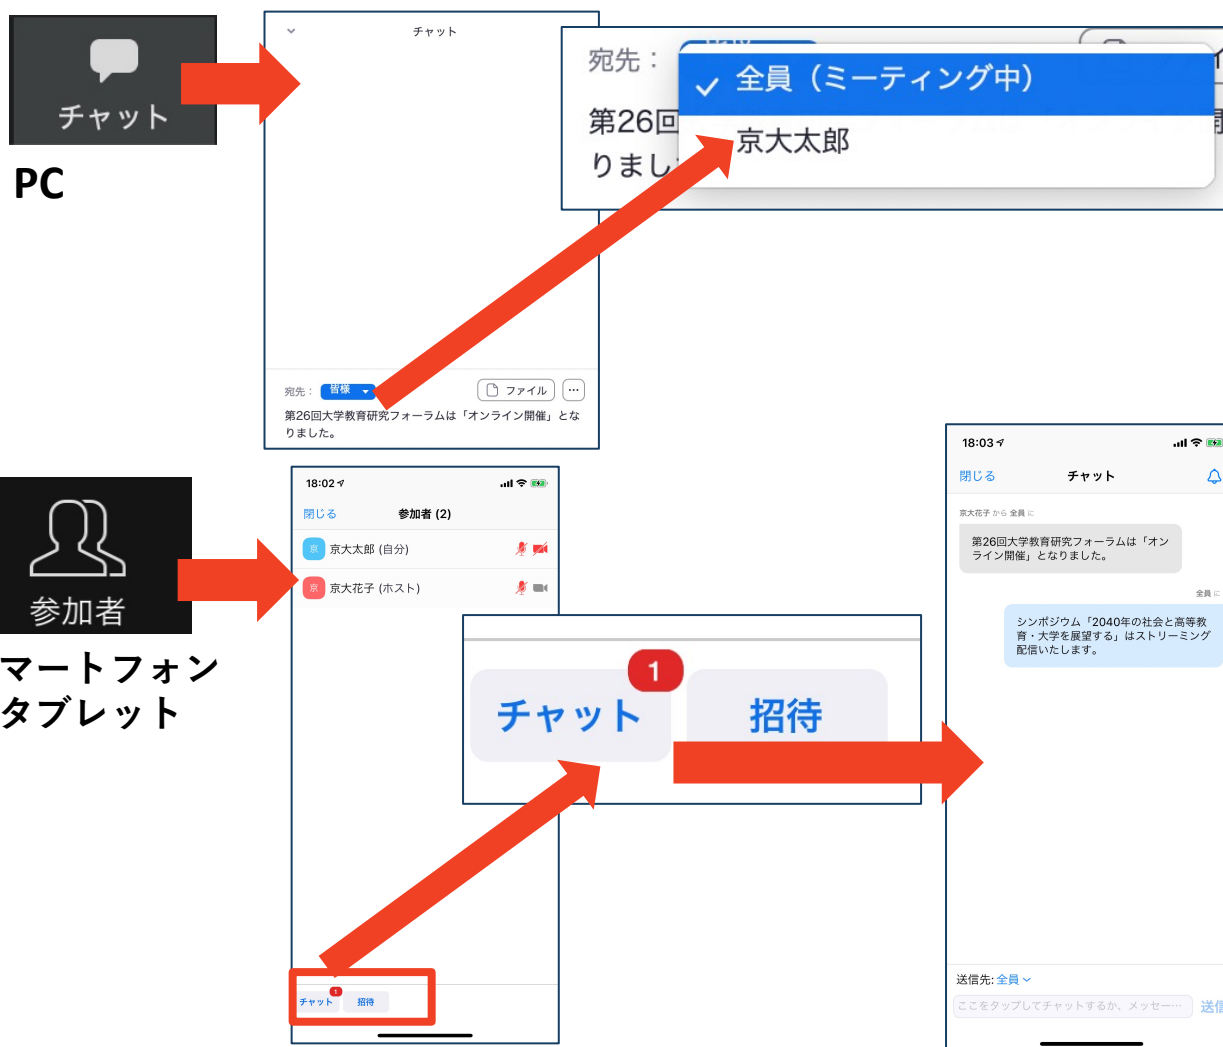 チャット
PC
チャット
宛先：
皆様
ファイル
第26回大学教育研究フォーラムは「オンライン開催」とな
りました。
宛先：
全員（ミーティング中）
京大太郎
第26回
りまし
参加者
マートフォン
タブレット
18:02
閉じる
参加者 (2)
京 京大太郎 (自分)
京 京大花子 (ホスト)
1
チャット
招待
1
チャット
招待
18:03
閉じる
チャット
京大花子 から 全員 に
第26回大学教育研究フォーラムは「オン
ライン開催」となりました。
全員 に
シンポジウム「2040年の社会と高等教
育・大学を展望する」はストリーミング
配信いたします。
送信先: 全員
ここをタップしてチャットするか、メッセー…
送信